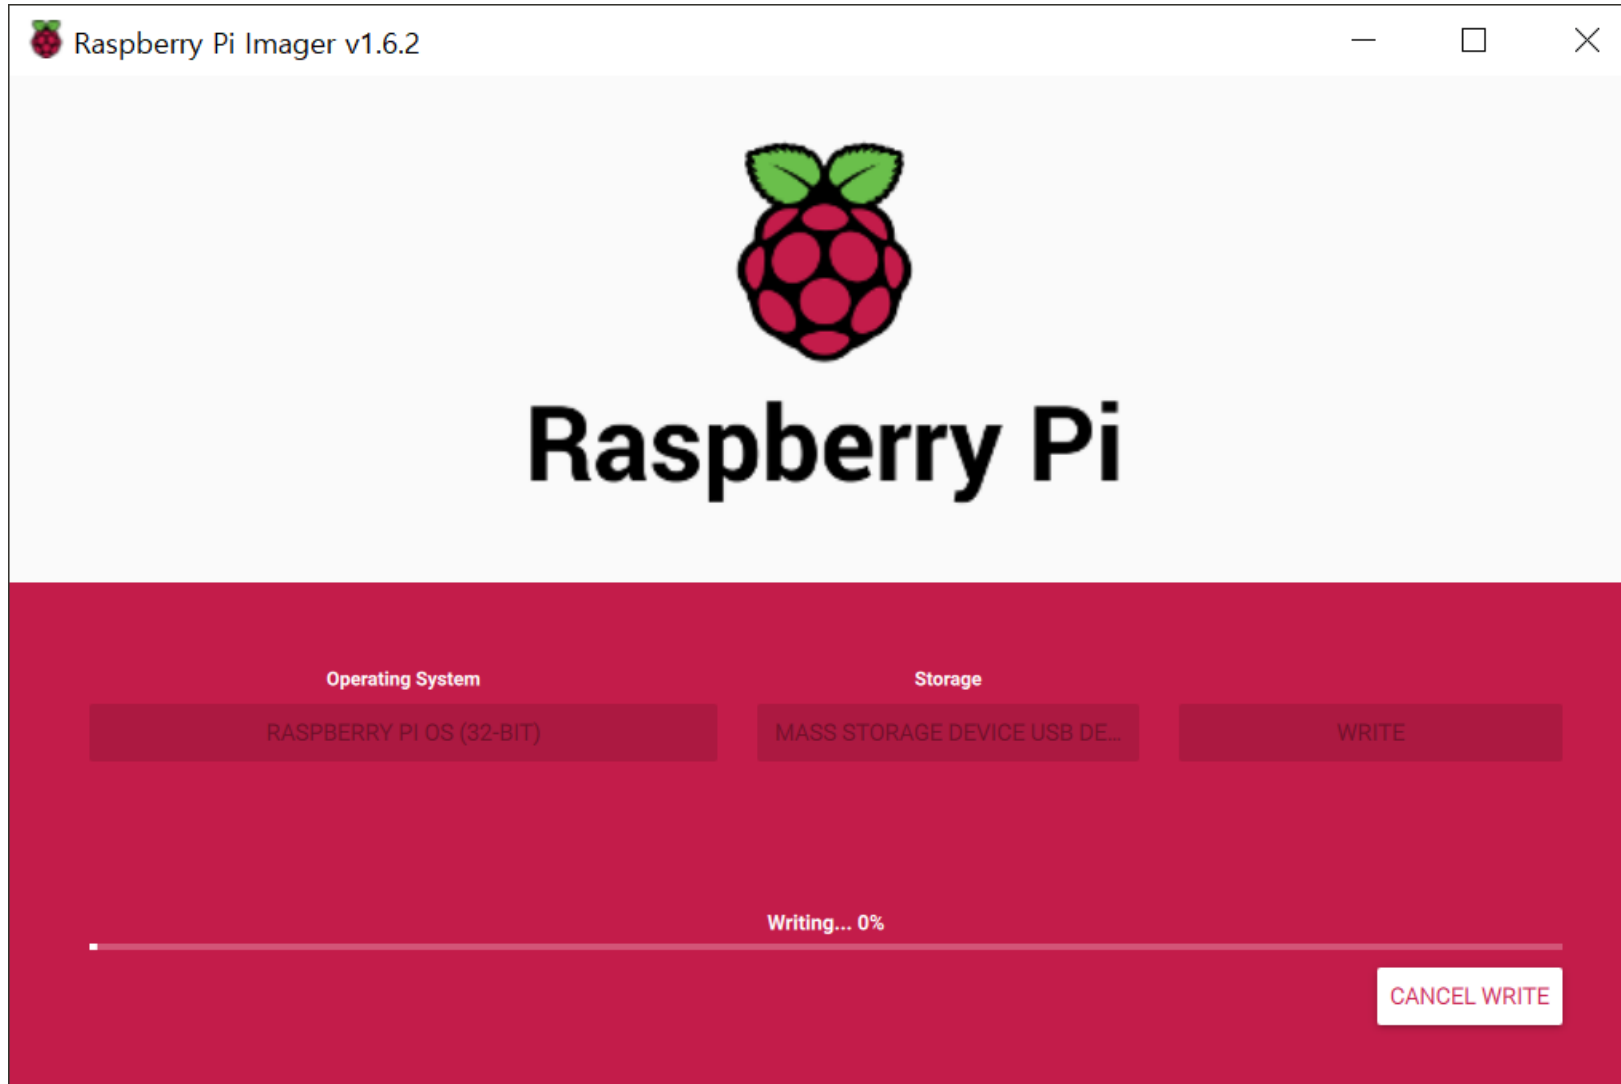 Raspberry Pi Imager v1.6.2
Raspberry Pi
Operating System
Storage
RASPBERRY PI OS (32-BIT)
MASS STORAGE DEVICE USB DE...
WRITE
Writing... 0%
CANCEL WRITE